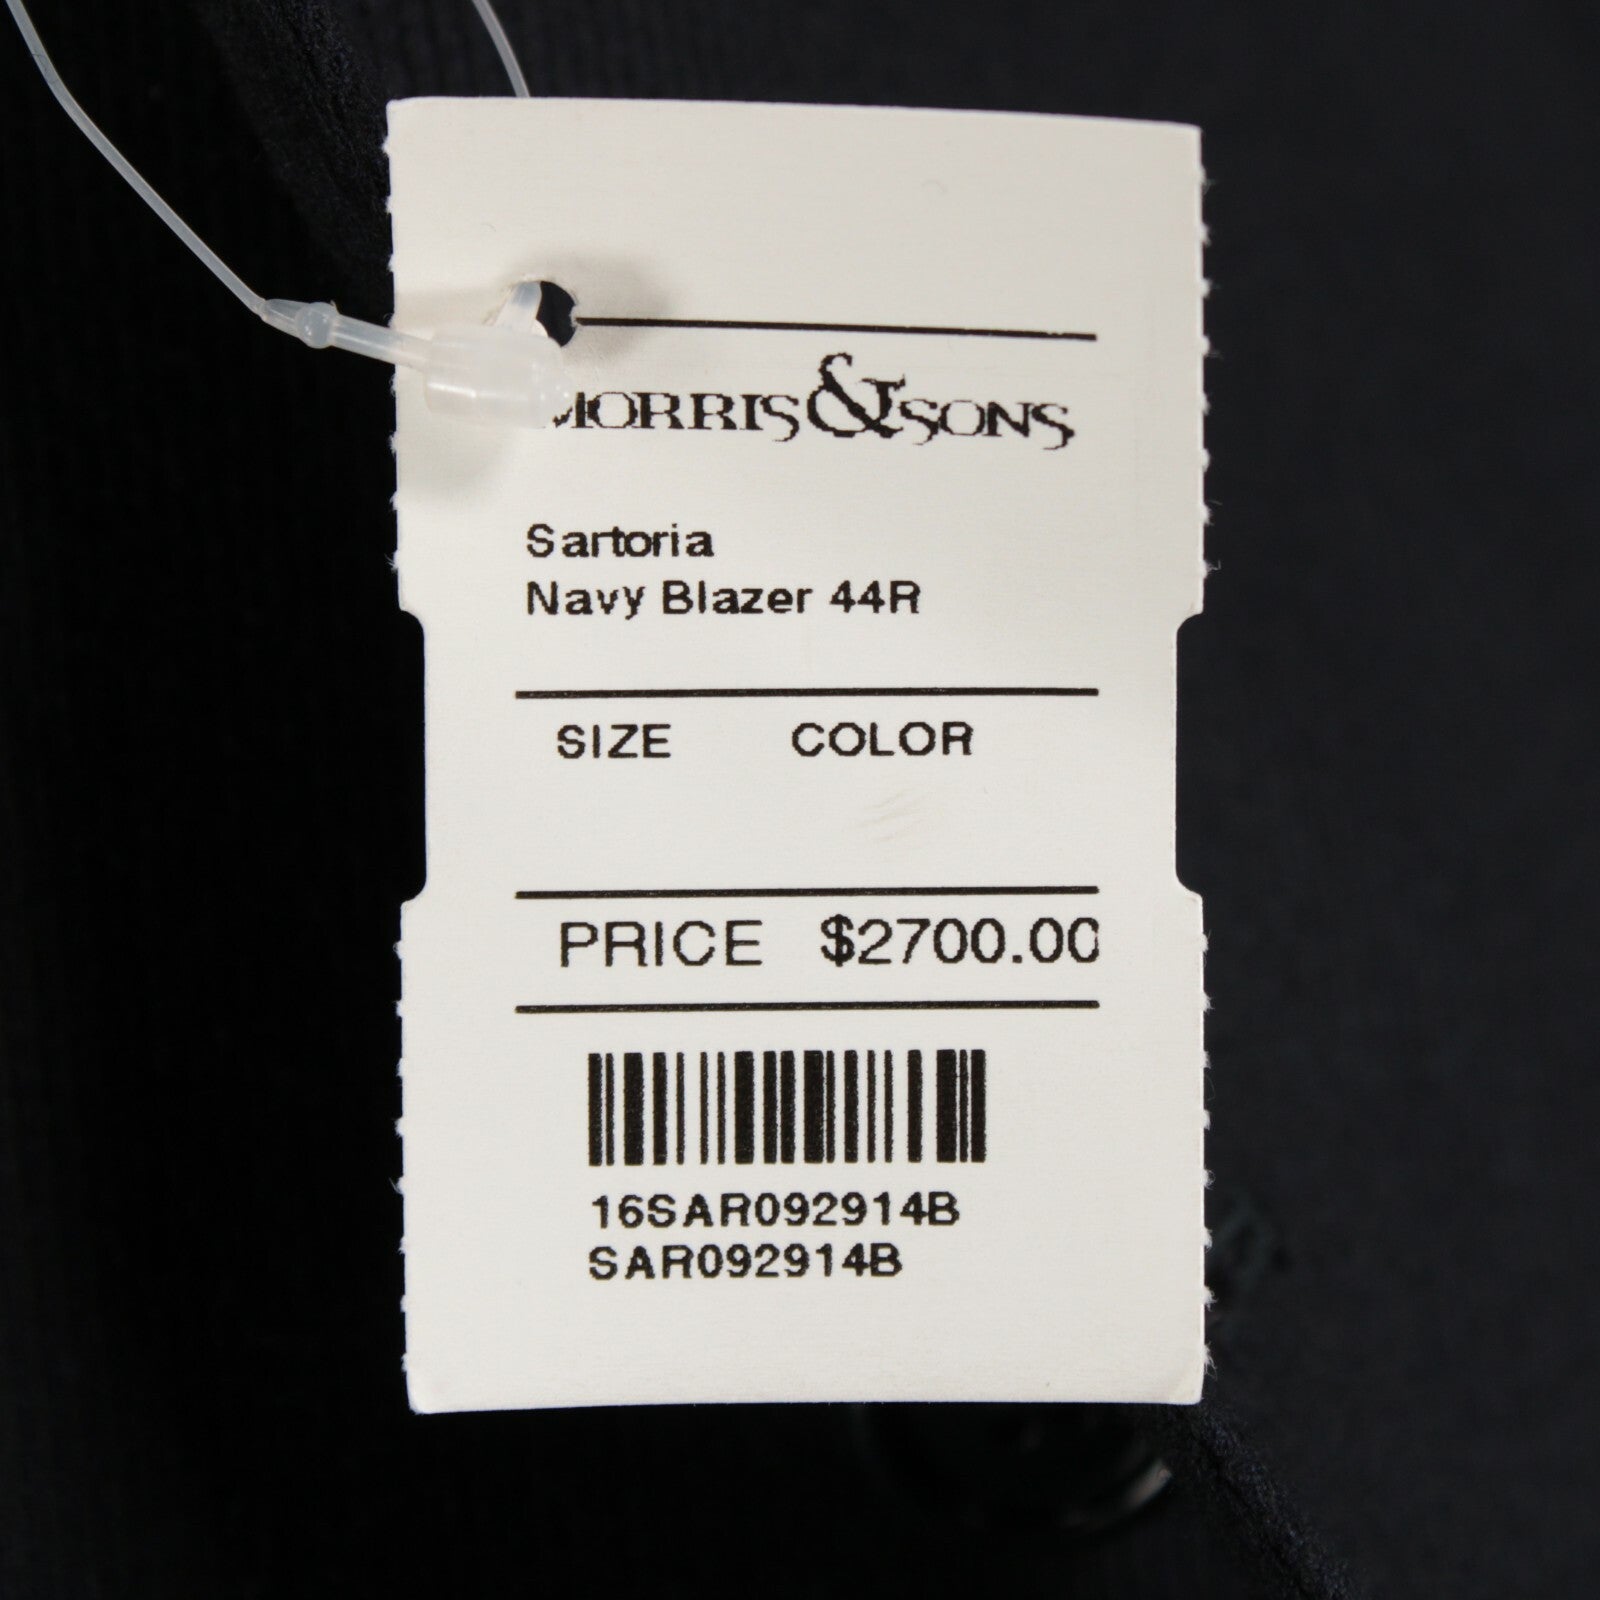 MORRIS&SONS
Sartoria
Navy Blazer 44R
SIZE COLOR
PRICE $2700.00
16SAR092914B
SAR092914B